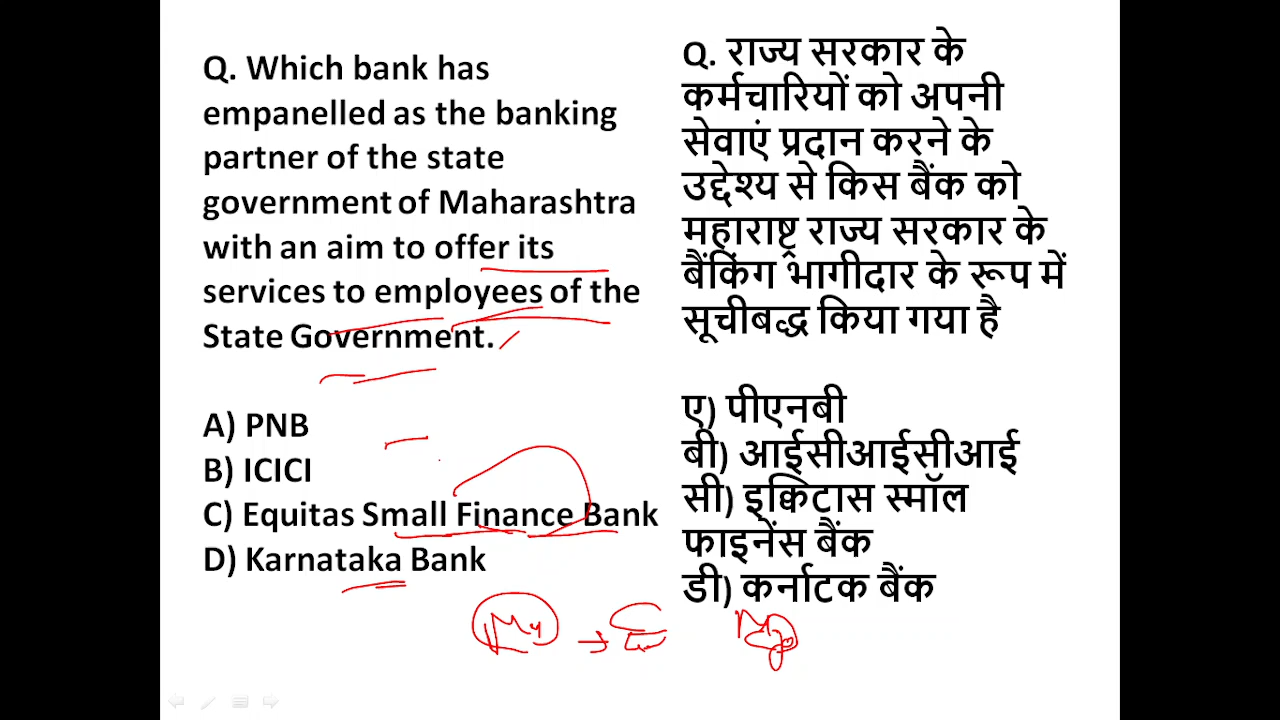 Q. Which bank has
empanelled as the banking
partner of the state
government of Maharashtra
with an aim to offer its
services to employees of the
State Government.
A) PNB
B) ICICI
C) Equitas Small Finance Bank
D) Karnataka Bank
Q. राज्य सरकार के
कर्मचारियों को अपनी
सेवाएं प्रदान करने के
उद्देश्य से किस बैंक को
महाराष्ट्र राज्य सरकार के
बैंकिंग भागीदार के रूप में
सूचीबद्ध किया गया है
ए) पीएनबी
बी) आईसीआईसीआई
सी) इक्विटास स्मॉल
फाइनेंस बैंक
डी) कर्नाटक बैंक